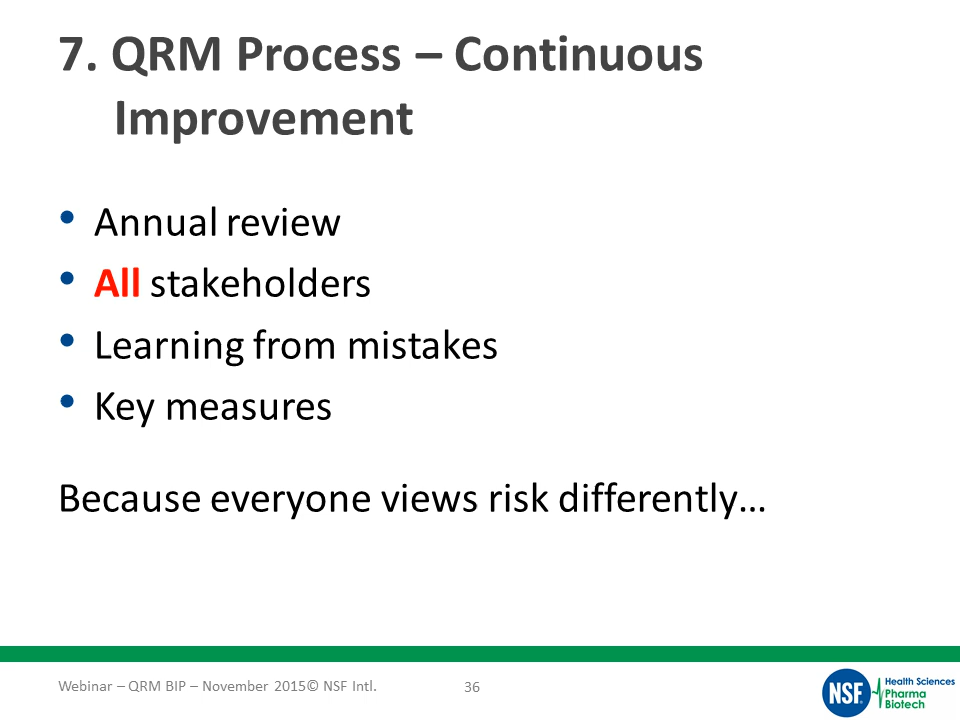 7. QRM Process – Continuous
Improvement
• Annual review
• All stakeholders
• Learning from mistakes
• Key measures
Because everyone views risk differently…
Webinar – QRM BIP – November 2015© NSF Intl.
36
NSF
Health Sciences
Pharma
Biotech